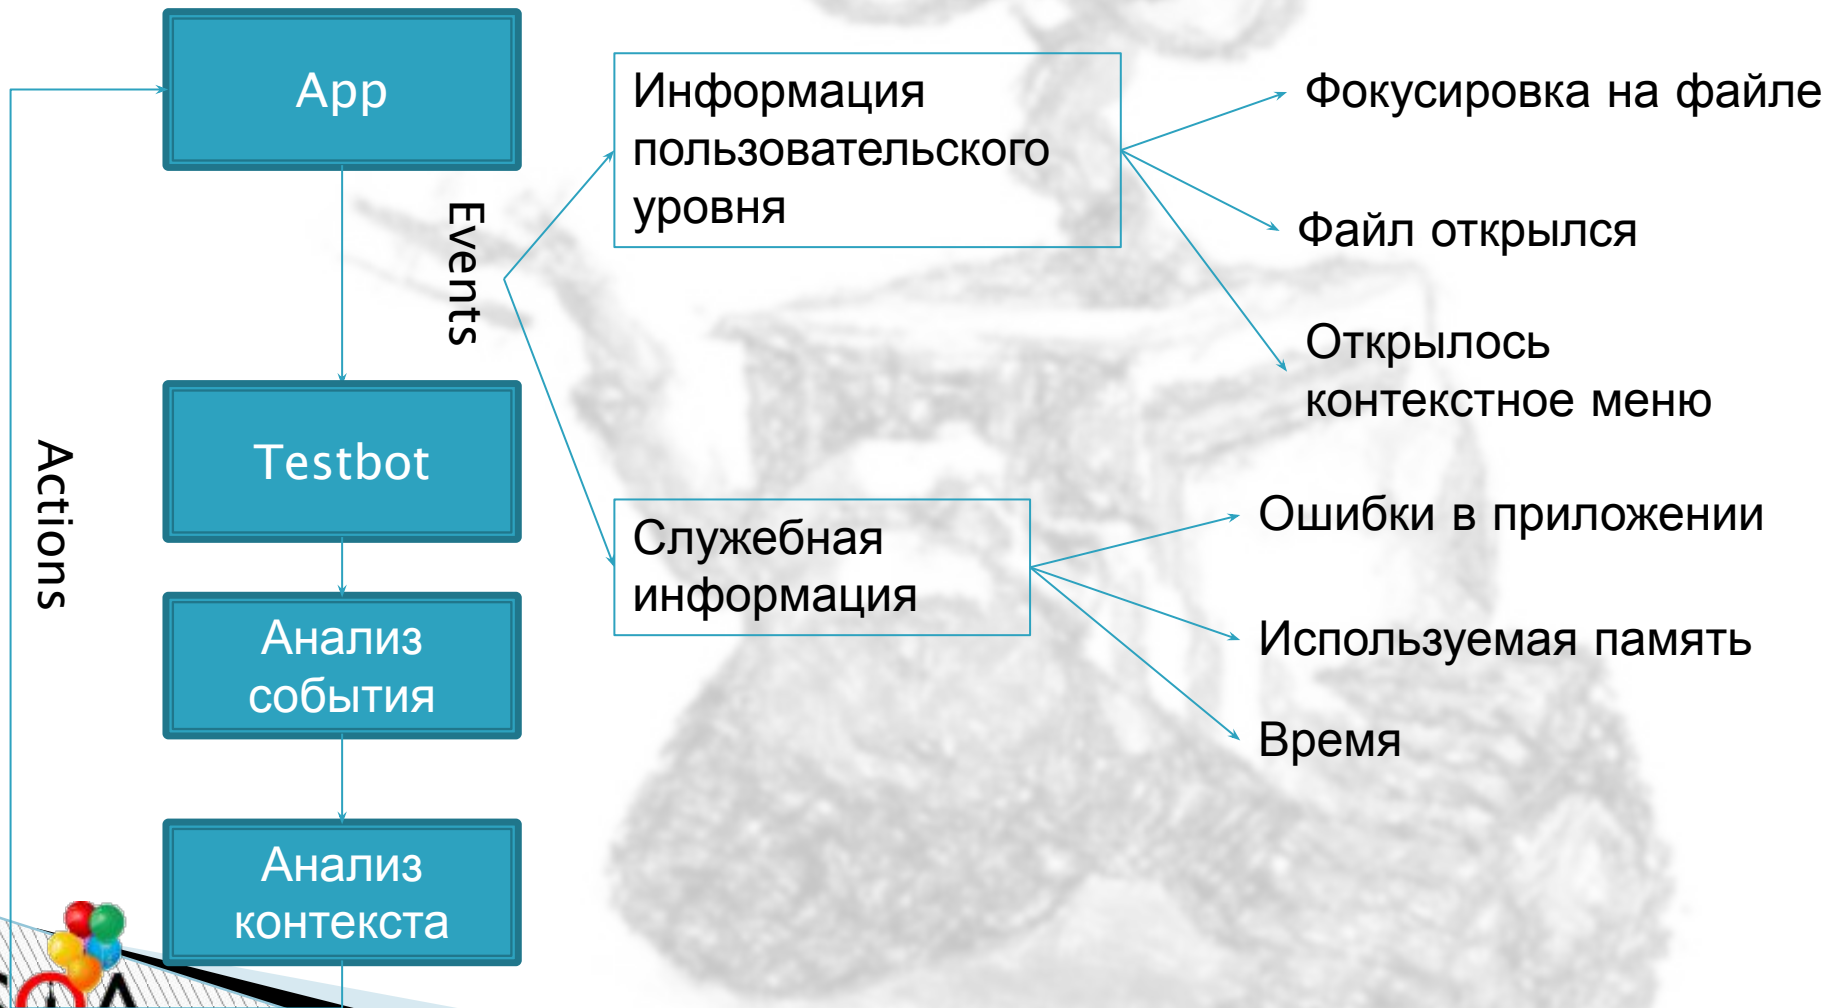 App
Events
Testbot
Actions
Анализ
события
Анализ
контекста
Информация
пользовательского
уровня
Фокусировка на файле
Файл открылся
Открылось
контекстное меню
Служебная
информация
Ошибки в приложении
Используемая память
Время